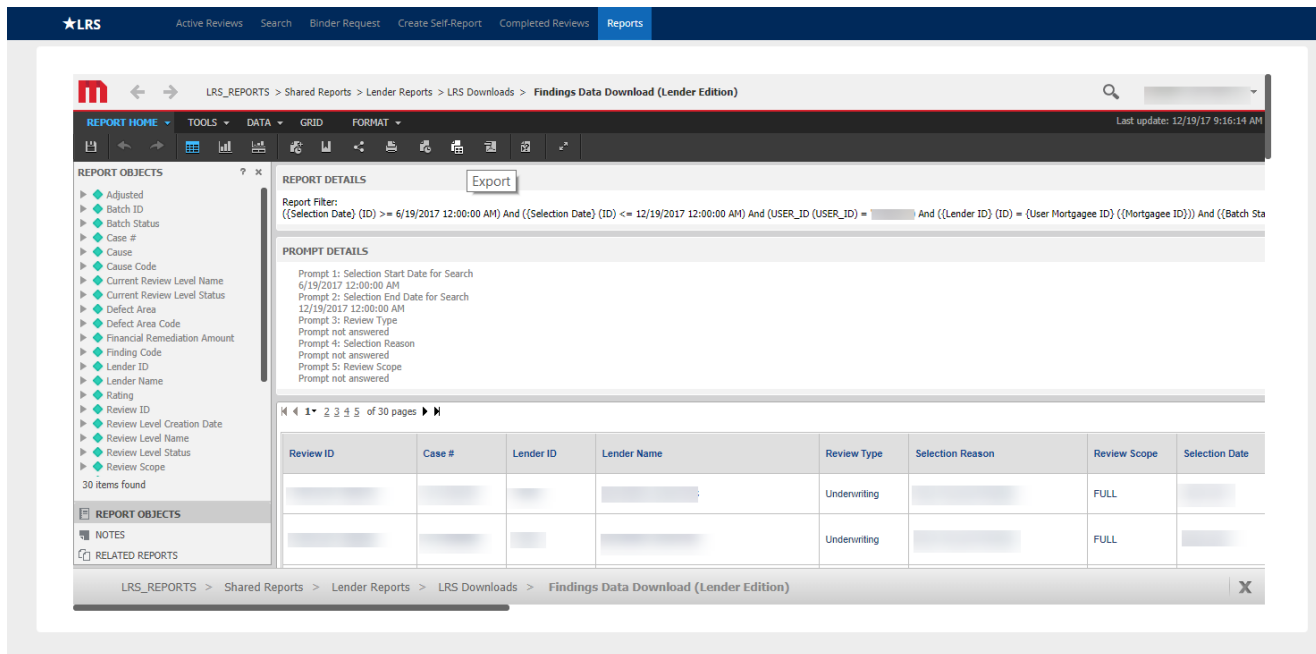 ★LRS Active Reviews Search Binder Request Create Self-Report Completed Reviews Reports
LRS_REPORTS > Shared Reports > Lender Reports > LRS Downloads > Findings Data Download (Lender Edition)
REPORT HOME TOOLS DATA GRID FORMAT Last update: 12/19/17 9:16:14 AM
Export
REPORT OBJECTS ? x
Adjusted
Batch ID
Batch Status
Case #
Cause
Cause Code
Current Review Level Name
Current Review Level Status
Defect Area
Defect Area Code
Financial Remediation Amount
Finding Code
Lender ID
Lender Name
Rating
Review ID
Review Level Creation Date
Review Level Name
Review Level Status
Review Scope
30 items found
REPORT OBJECTS
NOTES
RELATED REPORTS
REPORT DETAILS
Report Filter:
({Selection Date} (ID) >= 6/19/2017 12:00:00 AM) And ({Selection Date} (ID) <= 12/19/2017 12:00:00 AM) And (USER_ID (USER_ID) = And ({Lender ID} (ID) = {User Mortgagee ID} ({Mortgagee ID})) And ({Batch Sta
PROMPT DETAILS
Prompt 1: Selection Start Date for Search
6/19/2017 12:00:00 AM
Prompt 2: Selection End Date for Search
12/19/2017 12:00:00 AM
Prompt 3: Review Type
Prompt not answered
Prompt 4: Selection Reason
Prompt not answered
Prompt 5: Review Scope
Prompt not answered
1 2 3 4 5 of 30 pages
Review ID Case # Lender ID Lender Name Review Type Selection Reason Review Scope Selection Date
Underwriting FULL
Underwriting FULL
LRS_REPORTS > Shared Reports > Lender Reports > LRS Downloads > Findings Data Download (Lender Edition) X